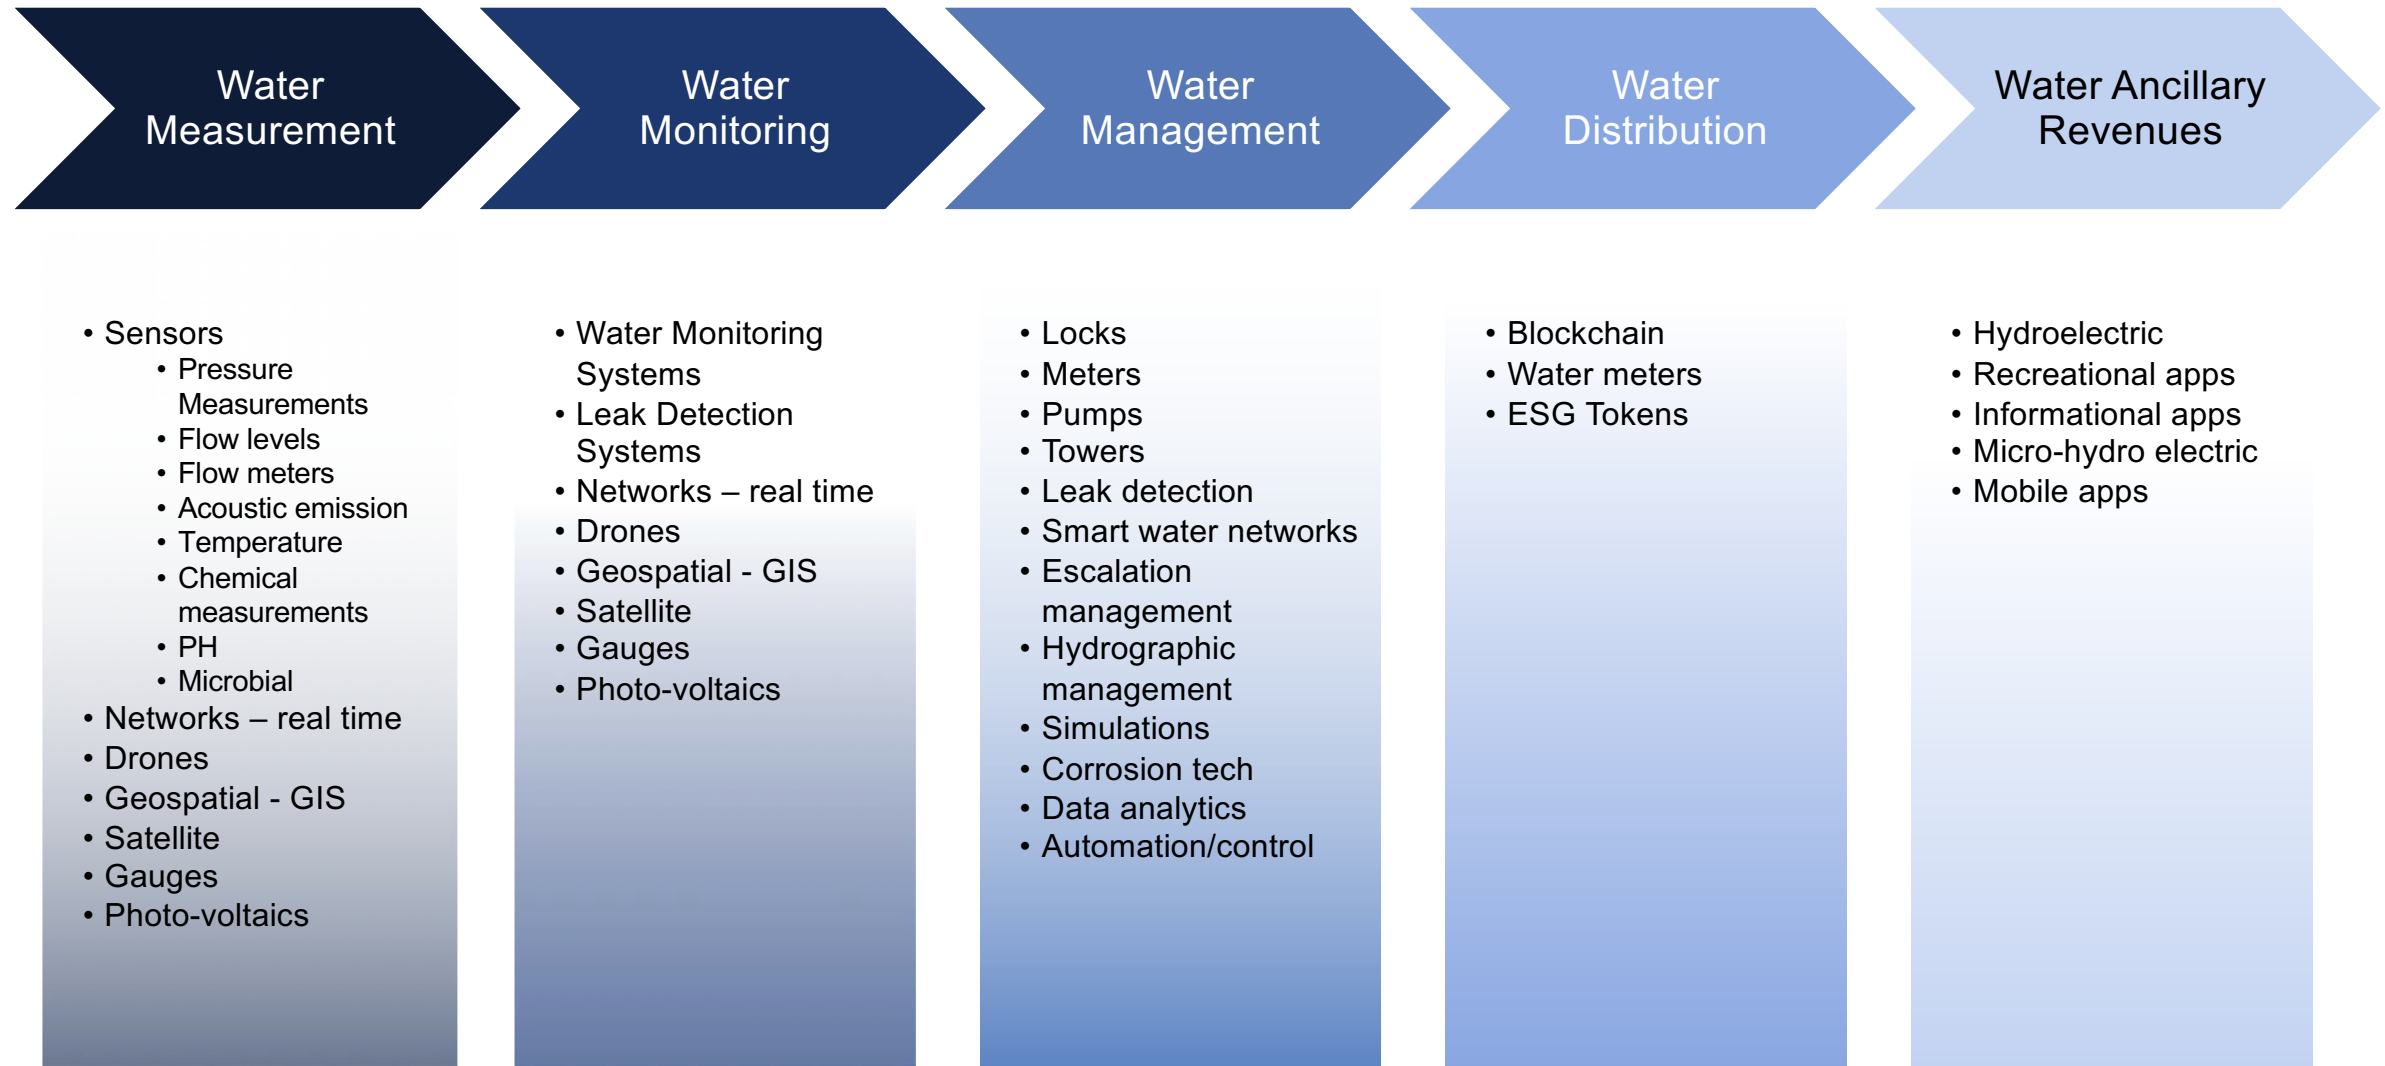 Water
Measurement
Water
Monitoring
Water
Management
Water
Distribution
Water Ancillary
Revenues
• Sensors
• Pressure
Measurements
• Flow levels
• Flow meters
• Acoustic emission
• Temperature
• Chemical
measurements
• PH
• Microbial
• Networks – real time
• Drones
• Geospatial - GIS
• Satellite
• Gauges
• Photo-voltaics
• Water Monitoring
Systems
• Leak Detection
Systems
• Networks – real time
• Drones
• Geospatial - GIS
• Satellite
• Gauges
• Photo-voltaics
• Locks
• Meters
• Pumps
• Towers
• Leak detection
• Smart water networks
• Escalation
management
• Hydrographic
management
• Simulations
• Corrosion tech
• Data analytics
• Automation/control
• Blockchain
• Water meters
• ESG Tokens
• Hydroelectric
• Recreational apps
• Informational apps
• Micro-hydro electric
• Mobile apps